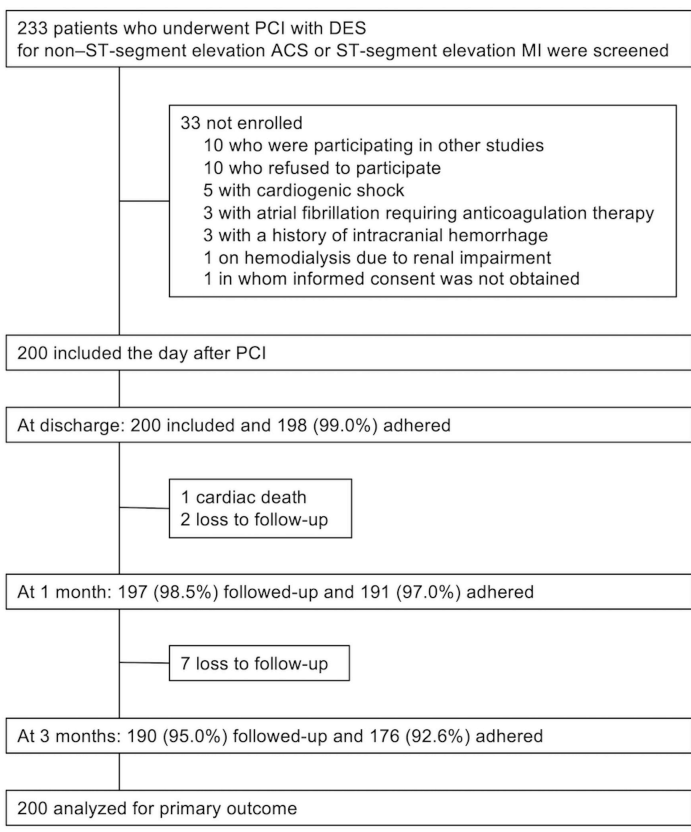 233 patients who underwent PCI with DES
for non–ST-segment elevation ACS or ST-segment elevation MI were screened
33 not enrolled
10 who were participating in other studies
10 who refused to participate
5 with cardiogenic shock
3 with atrial fibrillation requiring anticoagulation therapy
3 with a history of intracranial hemorrhage
1 on hemodialysis due to renal impairment
1 in whom informed consent was not obtained
200 included the day after PCI
At discharge: 200 included and 198 (99.0%) adhered
1 cardiac death
2 loss to follow-up
At 1 month: 197 (98.5%) followed-up and 191 (97.0%) adhered
7 loss to follow-up
At 3 months: 190 (95.0%) followed-up and 176 (92.6%) adhered
200 analyzed for primary outcome